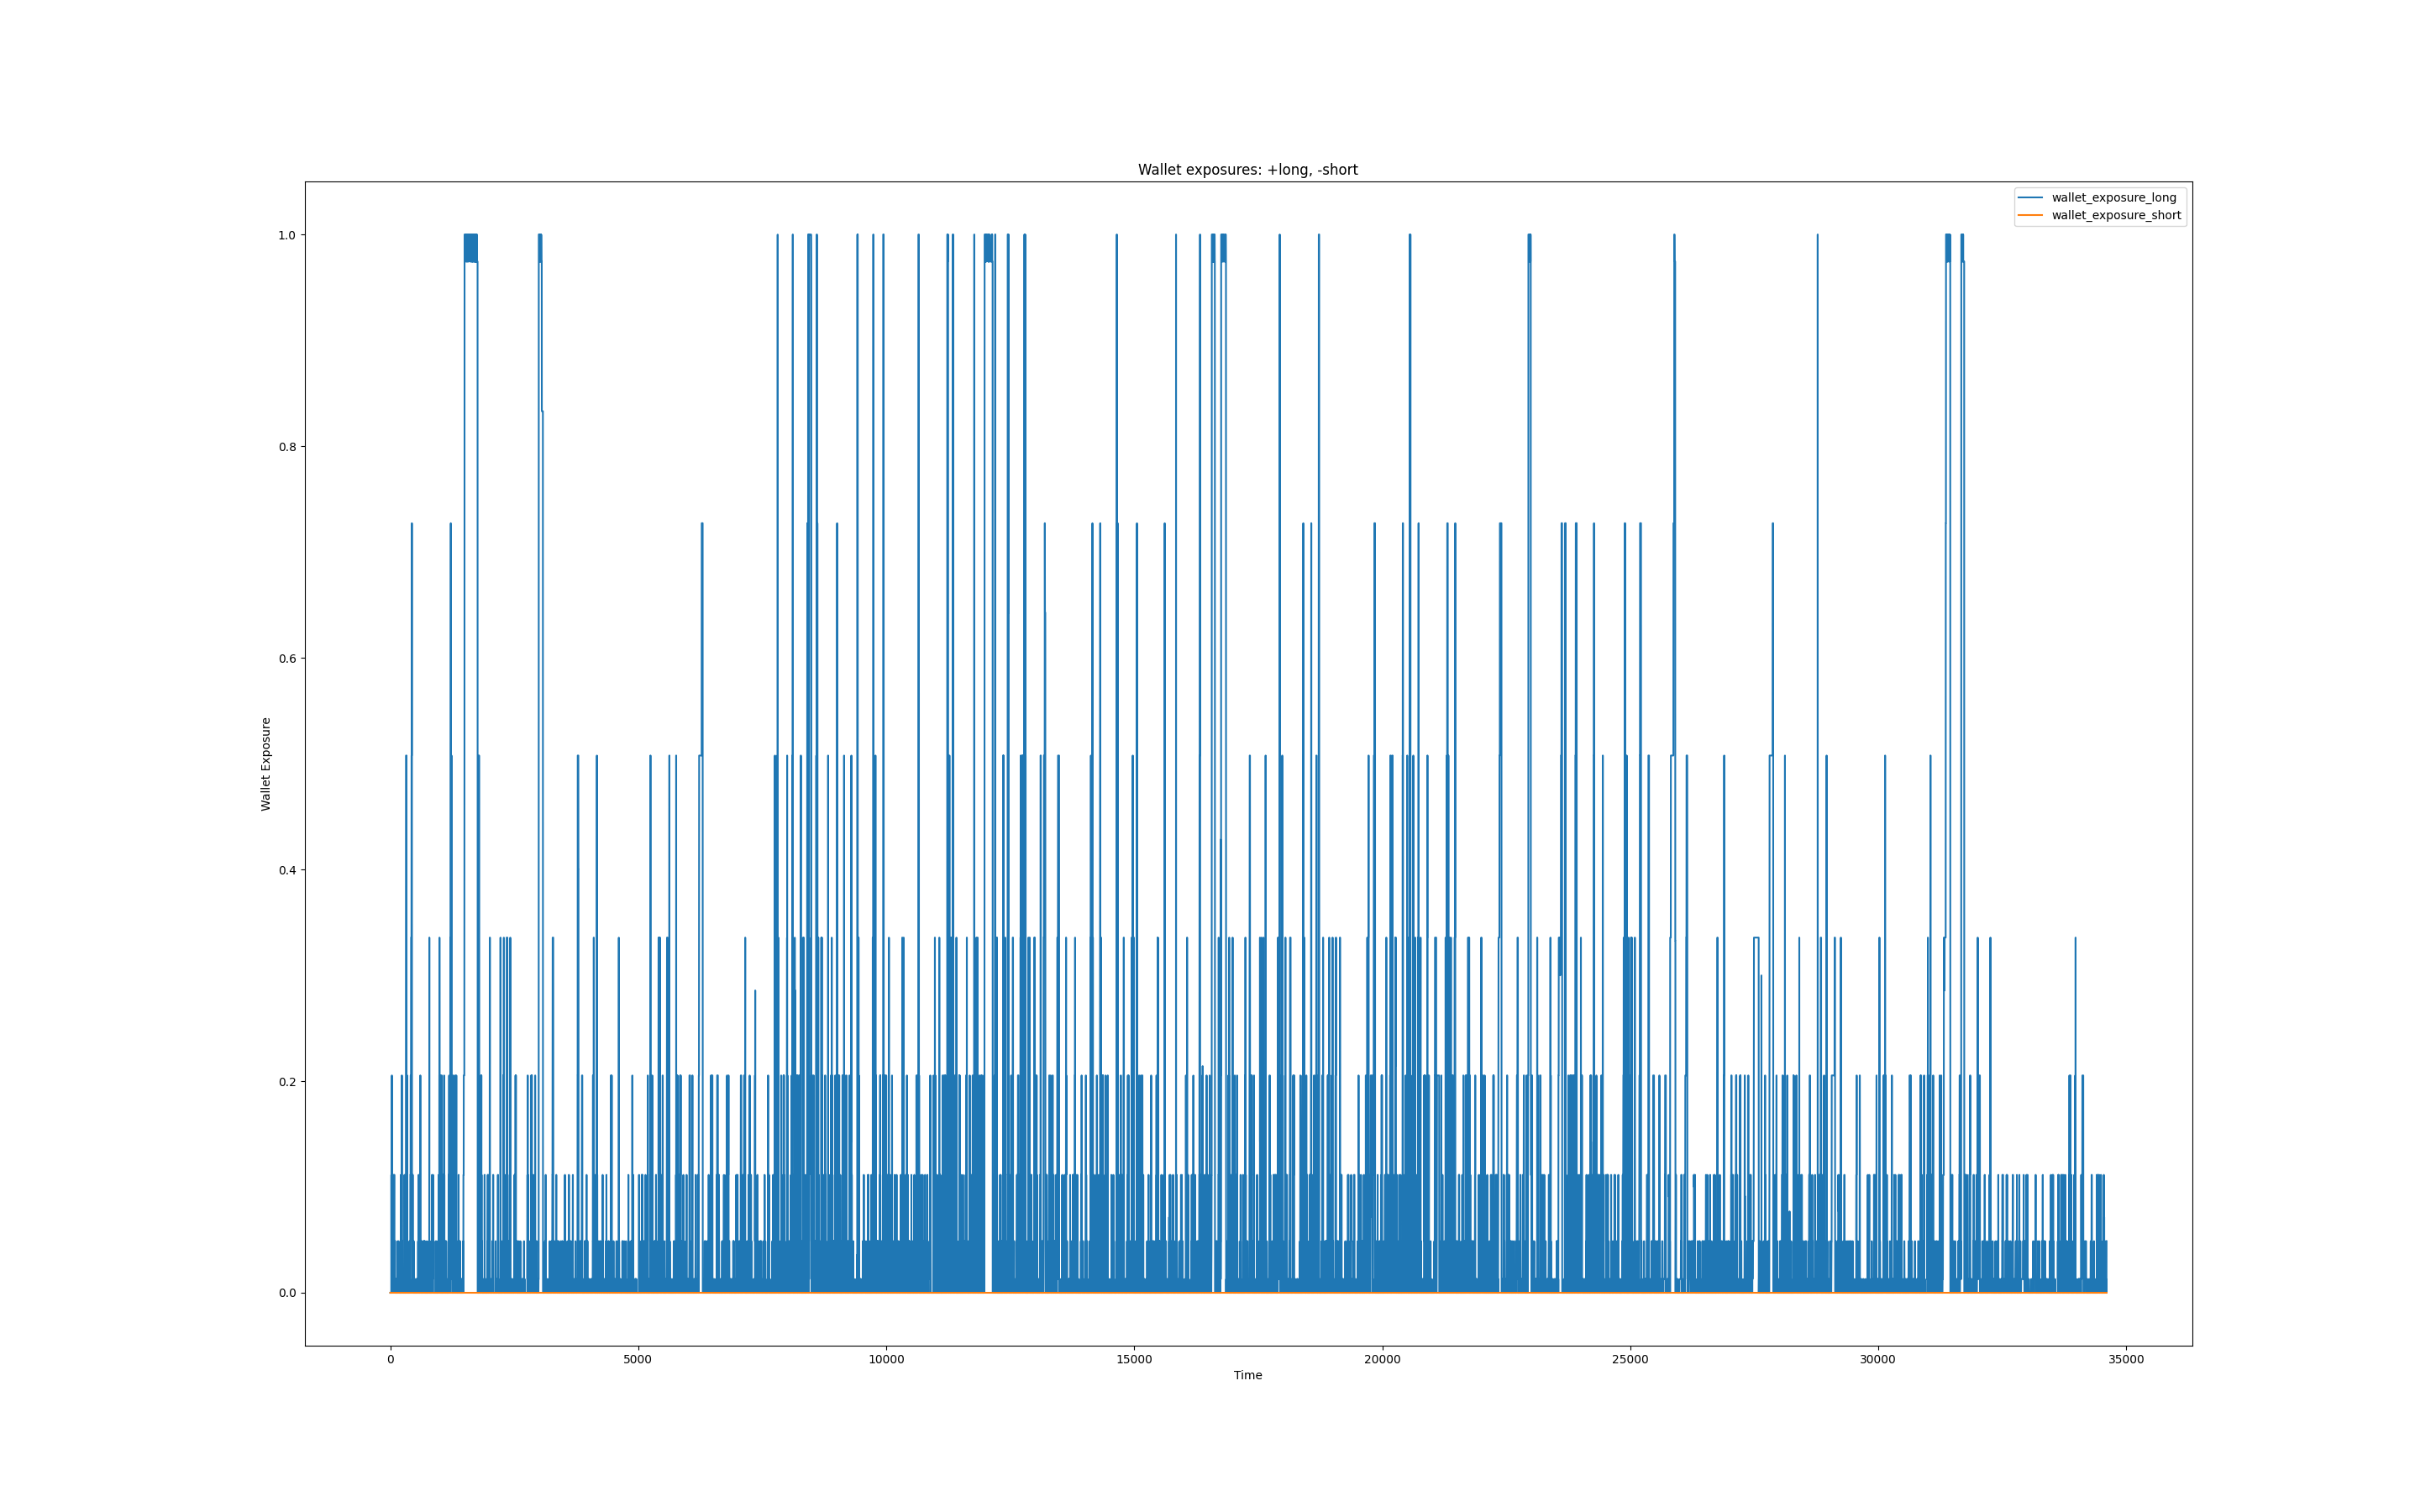 Wallet exposures: +long, -short
wallet_exposure_long
wallet_exposure_short
1.0
0.8
0.6
0.4
0.2
0.0
Wallet Exposure
0 5000 10000 15000 20000 25000 30000 35000
Time